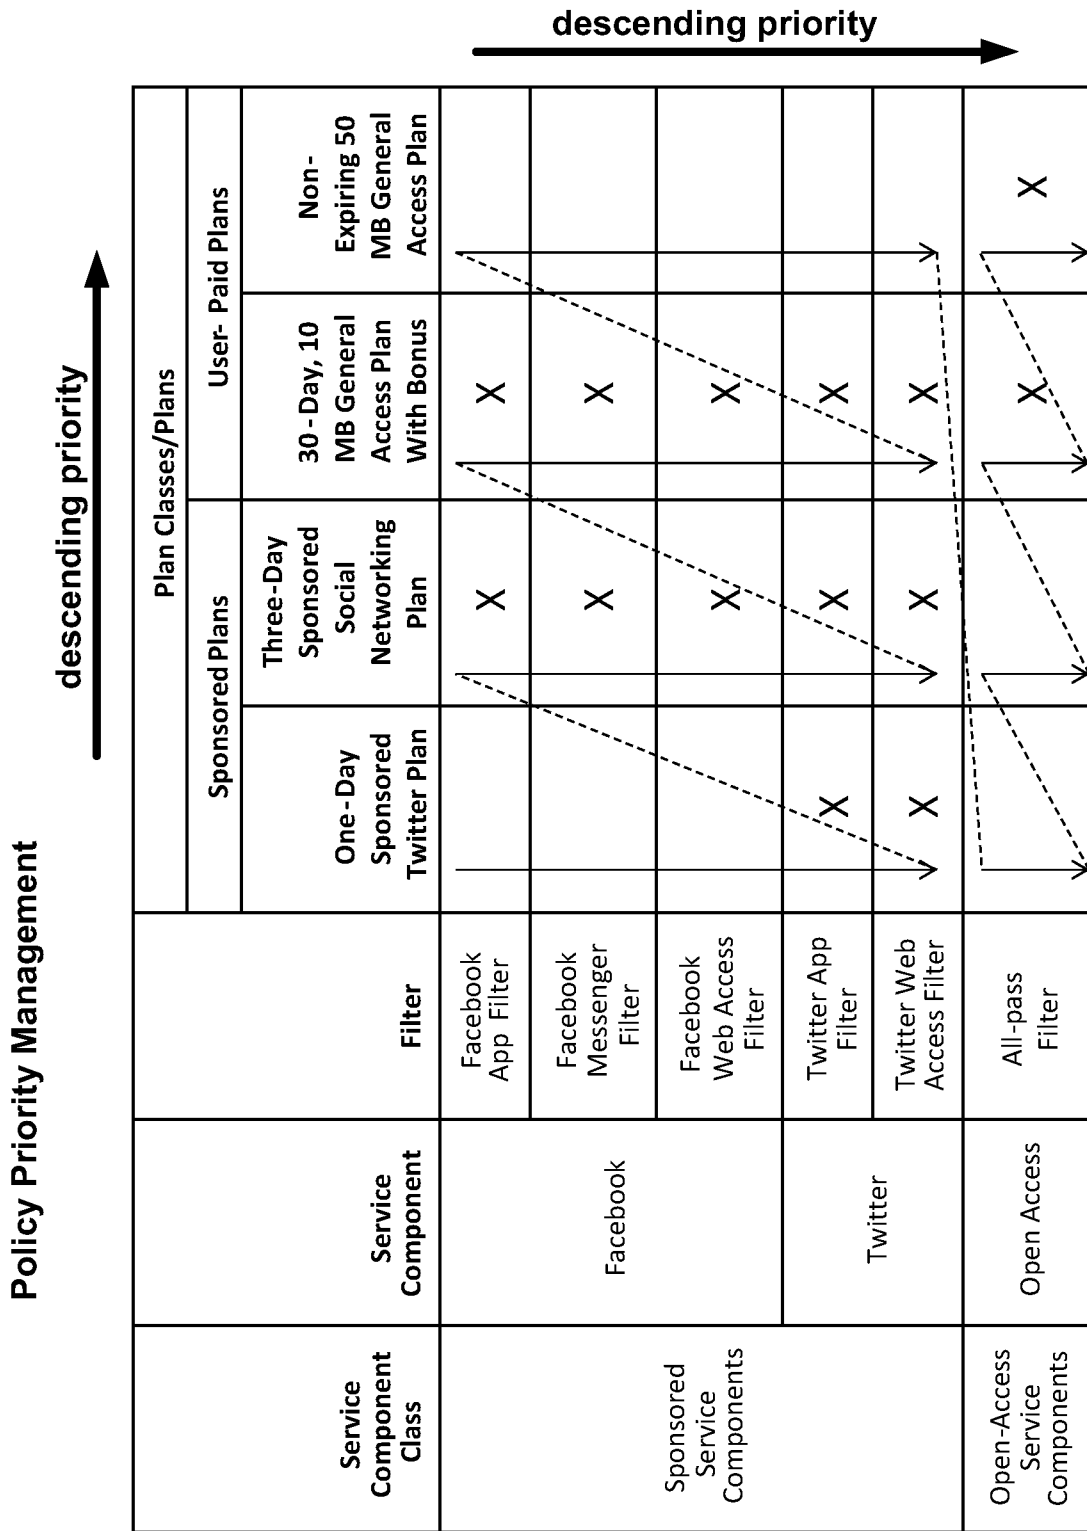 Policy Priority Management
descending priority
descending priority
Plan Classes/Plans
Sponsored Plans
User- Paid Plans
Service
Component
Class
Service
Component
Filter
One-Day
Sponsored
Twitter Plan
Three-Day
Sponsored
Social
Networking
Plan
30-Day, 10
MB General
Access Plan
With Bonus
Non-
Expiring 50
MB General
Access Plan
Sponsored
Service
Components
Facebook
Facebook
App Filter
X
X
Facebook
Messenger
Filter
X
X
Facebook
Web Access
Filter
X
X
Twitter
Twitter App
Filter
X
X
X
Twitter Web
Access Filter
X
X
X
Open-Access
Service
Components
Open Access
All-pass
Filter
X
X